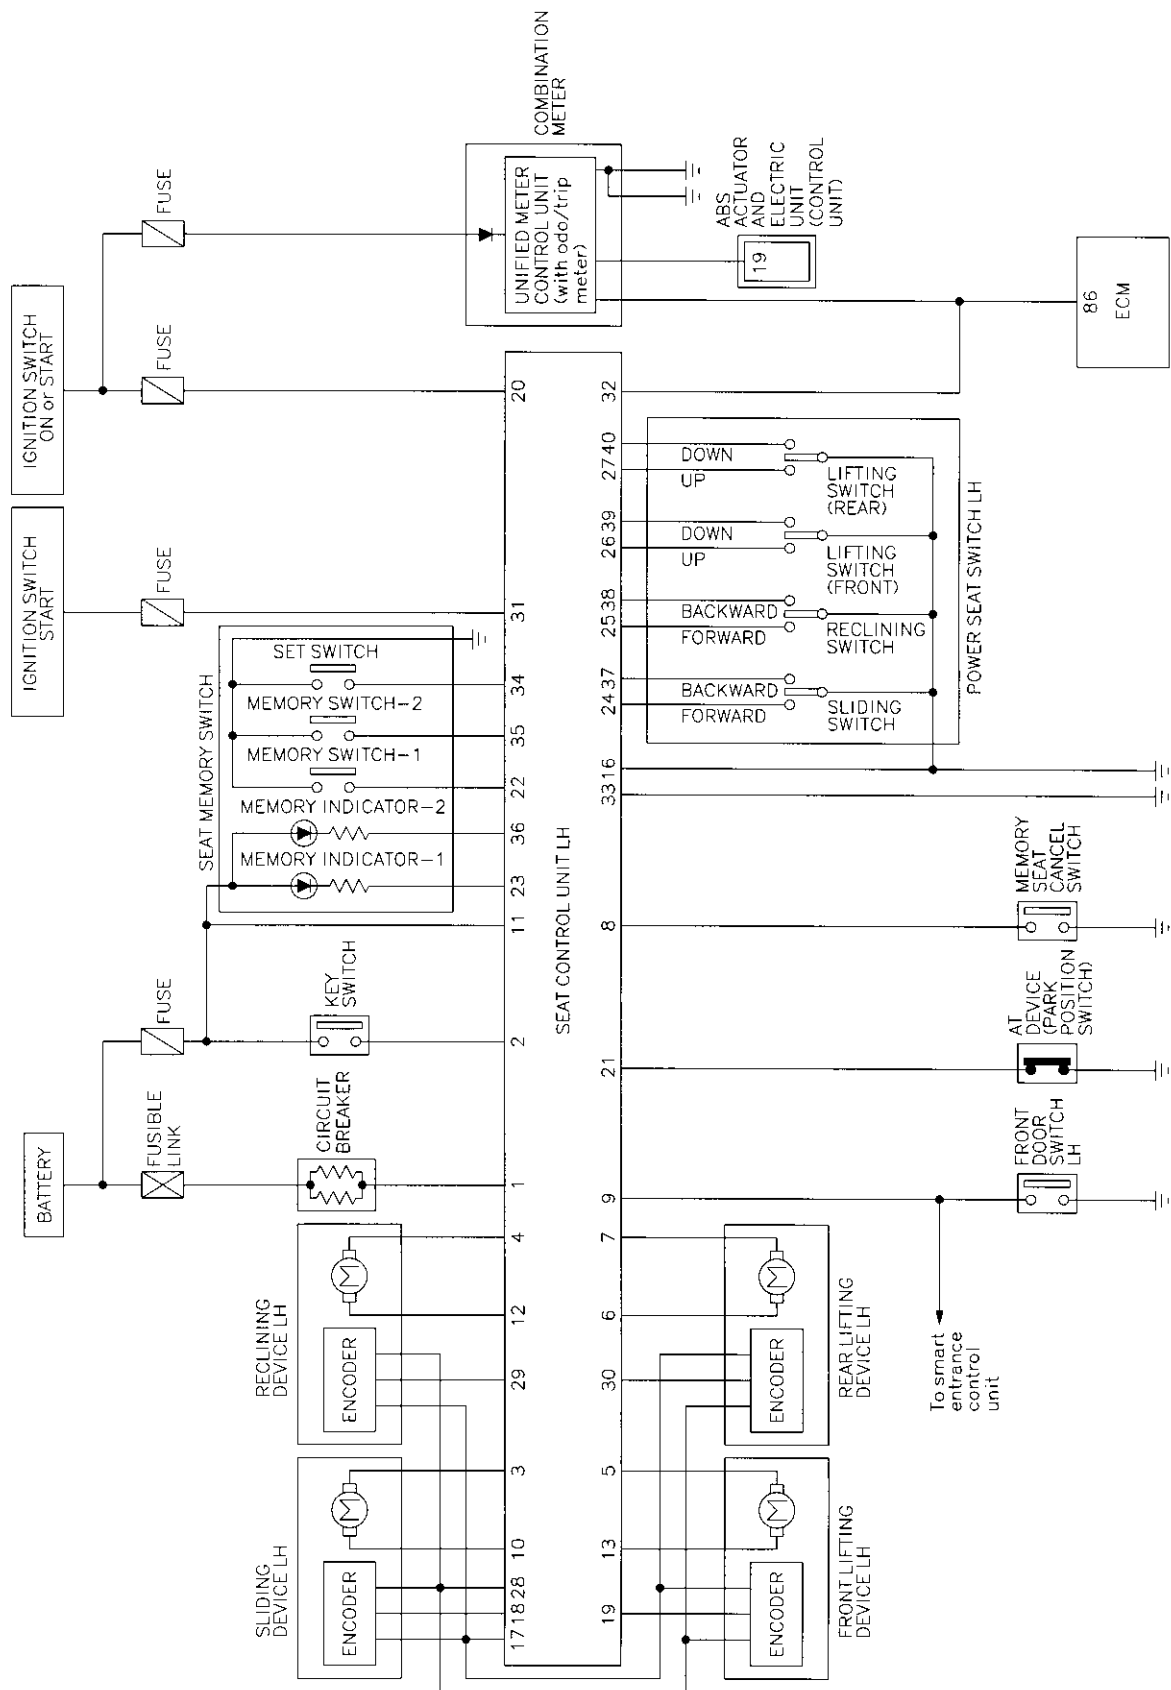 BATTERY
IGNITION SWITCH
START
IGNITION SWITCH
ON or START
FUSIBLE
LINK
FUSE
FUSE
FUSE
FUSE
CIRCUIT
BREAKER
KEY
SWITCH
SEAT MEMORY SWITCH
MEMORY INDICATOR-1
MEMORY INDICATOR-2
MEMORY SWITCH-1
MEMORY SWITCH-2
SET SWITCH
COMBINATION
METER
UNIFIED METER
CONTROL UNIT
(with odo/trip
meter)
SLIDING
DEVICE LH
ENCODER
M
RECLINING
DEVICE LH
ENCODER
M
17 18 28 10 3 29 12 4 1 2 11 23 36 22 35 34 31 20
SEAT CONTROL UNIT LH
19 13 5 30 6 7 9 21 8 33 16 24 37 25 38 26 39 27 40 32
ENCODER
M
FRONT LIFTING
DEVICE LH
ENCODER
M
REAR LIFTING
DEVICE LH
To smart
entrance
control
unit
FRONT
DOOR
SWITCH
LH
AT
DEVICE
(PARK
POSITION
SWITCH)
MEMORY
SEAT
CANCEL
SWITCH
FORWARD
BACKWARD
SLIDING
SWITCH
FORWARD
BACKWARD
RECLINING
SWITCH
UP
DOWN
LIFTING
SWITCH
(FRONT)
UP
DOWN
LIFTING
SWITCH
(REAR)
POWER SEAT SWITCH LH
19
ABS
ACTUATOR
AND
ELECTRIC
UNIT
(CONTROL
UNIT)
86
ECM